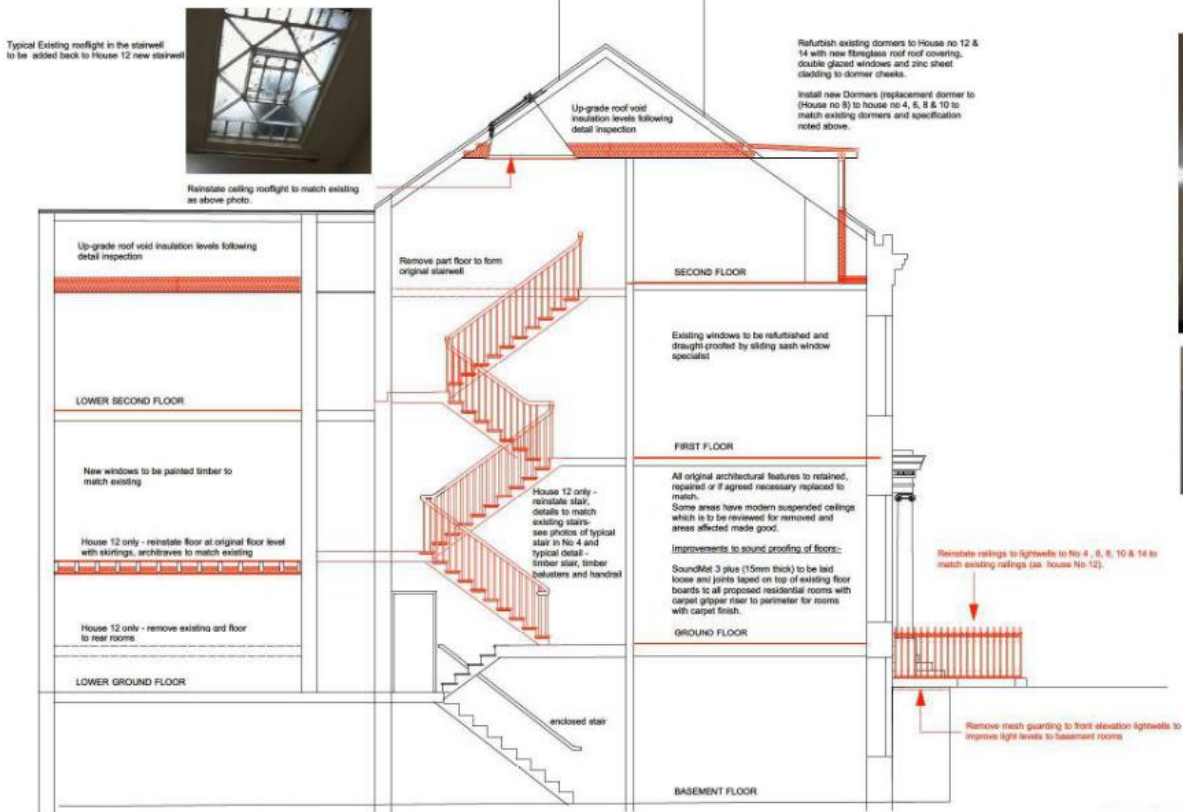 Typical Existing rooflight in the stairwell
to be added back to House 12 new stairwell
Reinstate ceiling rooflight to match existing
as above photo.
Up-grade roof void
insulation levels following
detail inspection
Refurbish existing dormers to House no 12 &
14 with new fibreglass roof roof covering,
double glazed windows and zinc sheet
cladding to dormer cheeks.
Install new Dormers (replacement dormer to
(House no 8) to house no 4, 6, 8 & 10 to
match existing dormers and specification
noted above.
Up-grade roof void insulation levels following
detail inspection
Remove part floor to form
original stairwell
SECOND FLOOR
Existing windows to be refurbished and
draught-proofed by sliding sash window
specialist
LOWER SECOND FLOOR
FIRST FLOOR
New windows to be painted timber to
match existing
House 12 only -
reinstate stair,
details to match
existing stairs-
see photos of typical
stair in No 4 and
typical detail -
timber stair, timber
balusters and handrail
All original architectural features to retained,
repaired or if agreed necessary replaced to
match.
Some areas have modern suspended ceilings
which is to be reviewed for removed and
areas affected made good.
Improvements to sound proofing of floors:-
SoundMat 3 plus (15mm thick) to be laid
loose and joints taped on top of existing floor
boards to all proposed residential rooms with
carpet gripper riser to perimeter for rooms
with carpet finish.
House 12 only - reinstate floor at original floor level
with skirtings, architraves to match existing
Reinstate railings to lightwells to No 4 , 6, 8, 10 & 14 to
match existing railings (as house No 12).
House 12 only - remove existing grd floor
to rear rooms
GROUND FLOOR
LOWER GROUND FLOOR
enclosed stair
Remove mesh guarding to front elevation lightwells to
improve light levels to basement rooms
BASEMENT FLOOR